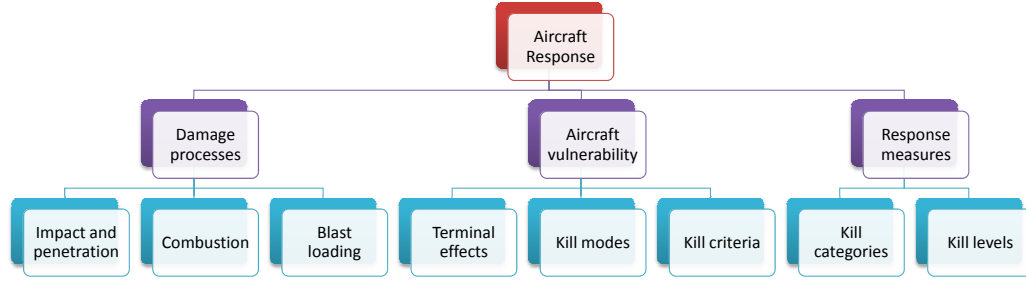 Aircraft
Response
Damage
processes
Aircraft
vulnerability
Response
measures
Impact and
penetration
Combustion
Blast
loading
Terminal
effects
Kill modes
Kill criteria
Kill
categories
Kill levels